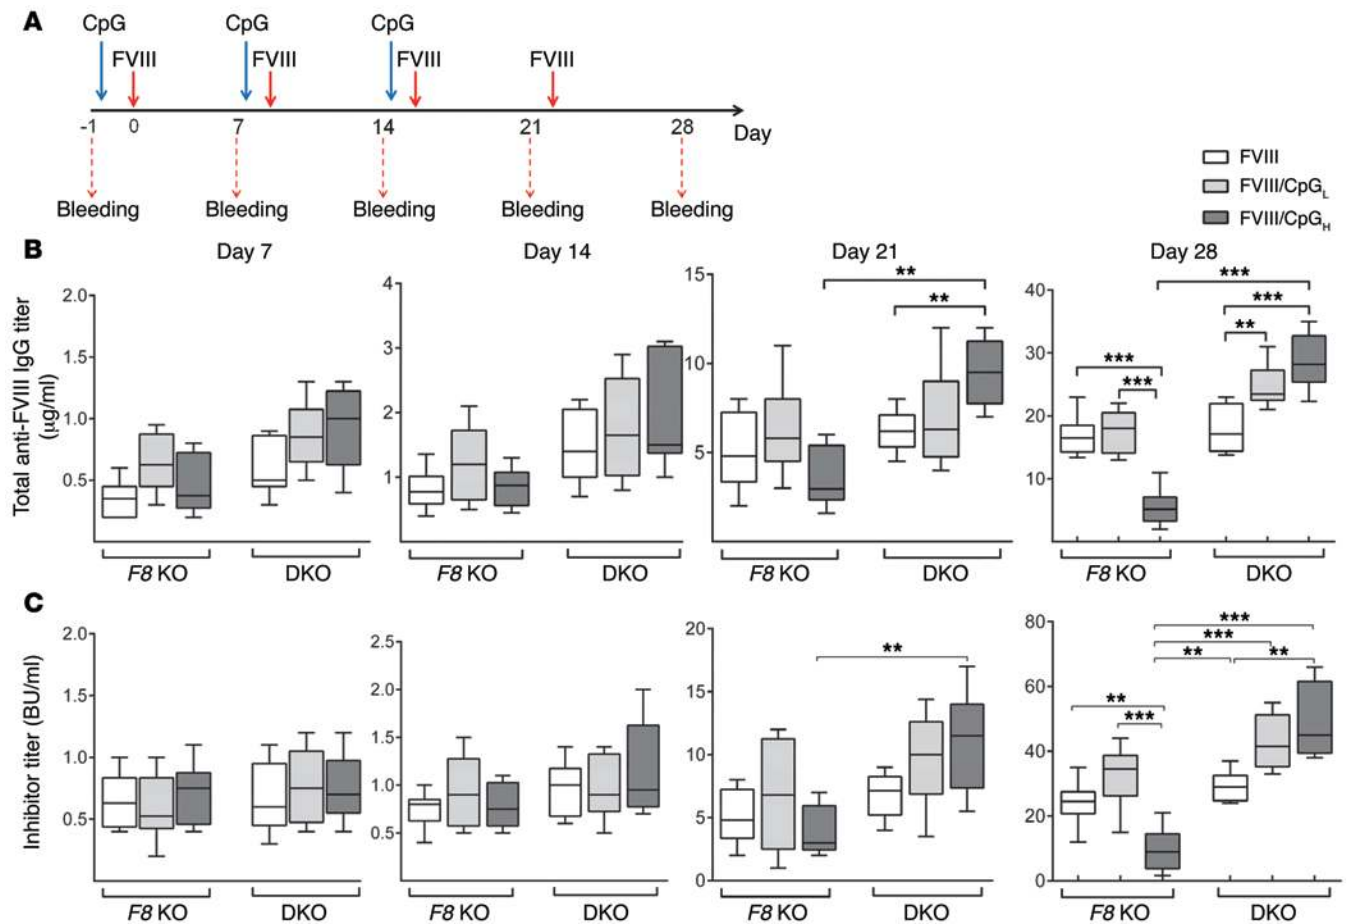 A
CpG CpG CpG
FVIII FVIII FVIII FVIII
-1 0 7 14 21 28 Day
Bleeding Bleeding Bleeding Bleeding Bleeding
FVIII
FVIII/CpGL
FVIII/CpGH
B Day 7 Day 14 Day 21 Day 28
Total anti-FVIII IgG titer
(µg/ml)
2.0
1.5
1.0
0.5
F8 KO DKO
4
3
2
1
F8 KO DKO
15
10
5
** 
**
F8 KO DKO
40
30
20
10
***
***
**
***
***
F8 KO DKO
C
Inhibitor titer (BU/ml)
2.0
1.5
1.0
0.5
F8 KO DKO
2.5
2.0
1.5
1.0
0.5
F8 KO DKO
20
15
10
5
0
**
F8 KO DKO
80
60
40
20
0
***
***
** **
**
***
F8 KO DKO